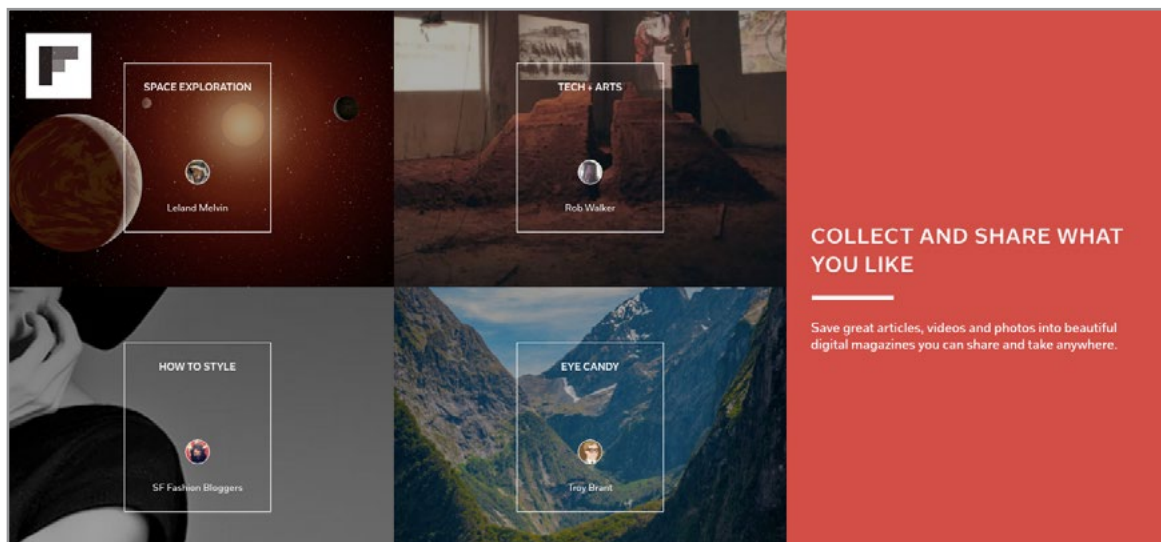 SPACE EXPLORATION
Leland Melvin
TECH + ARTS
Rob Walker
HOW TO STYLE
SF Fashion Bloggers
EYE CANDY
Troy Brant
COLLECT AND SHARE WHAT
YOU LIKE
Save great articles, videos and photos into beautiful
digital magazines you can share and take anywhere.